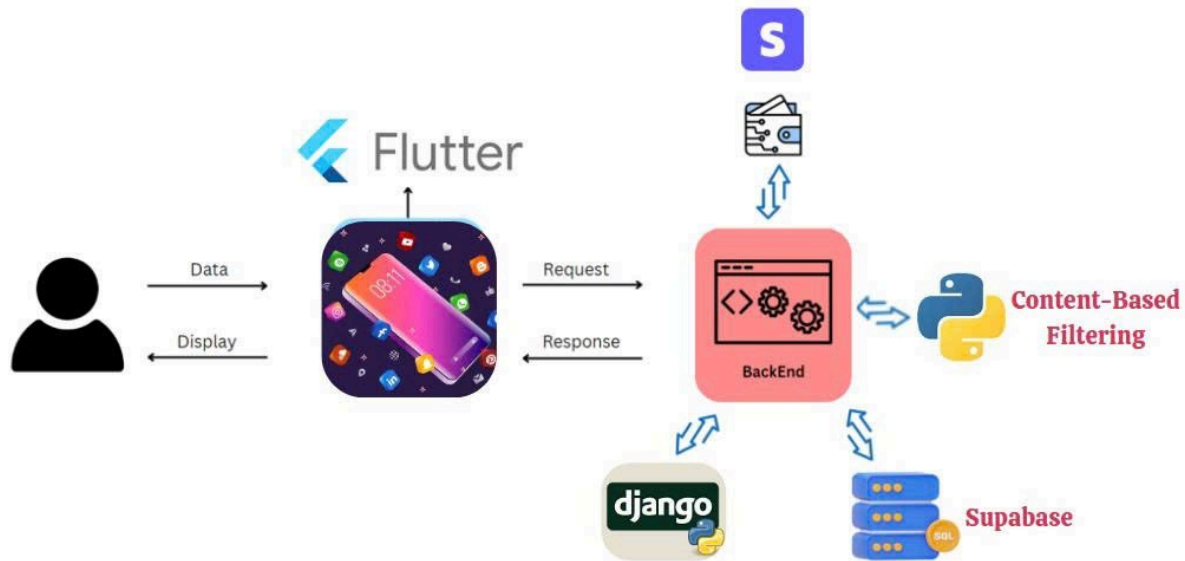 S
Flutter
08:11
Data
Request
Display
Response
BackEnd
Content-Based
Filtering
django
SQL
Supabase